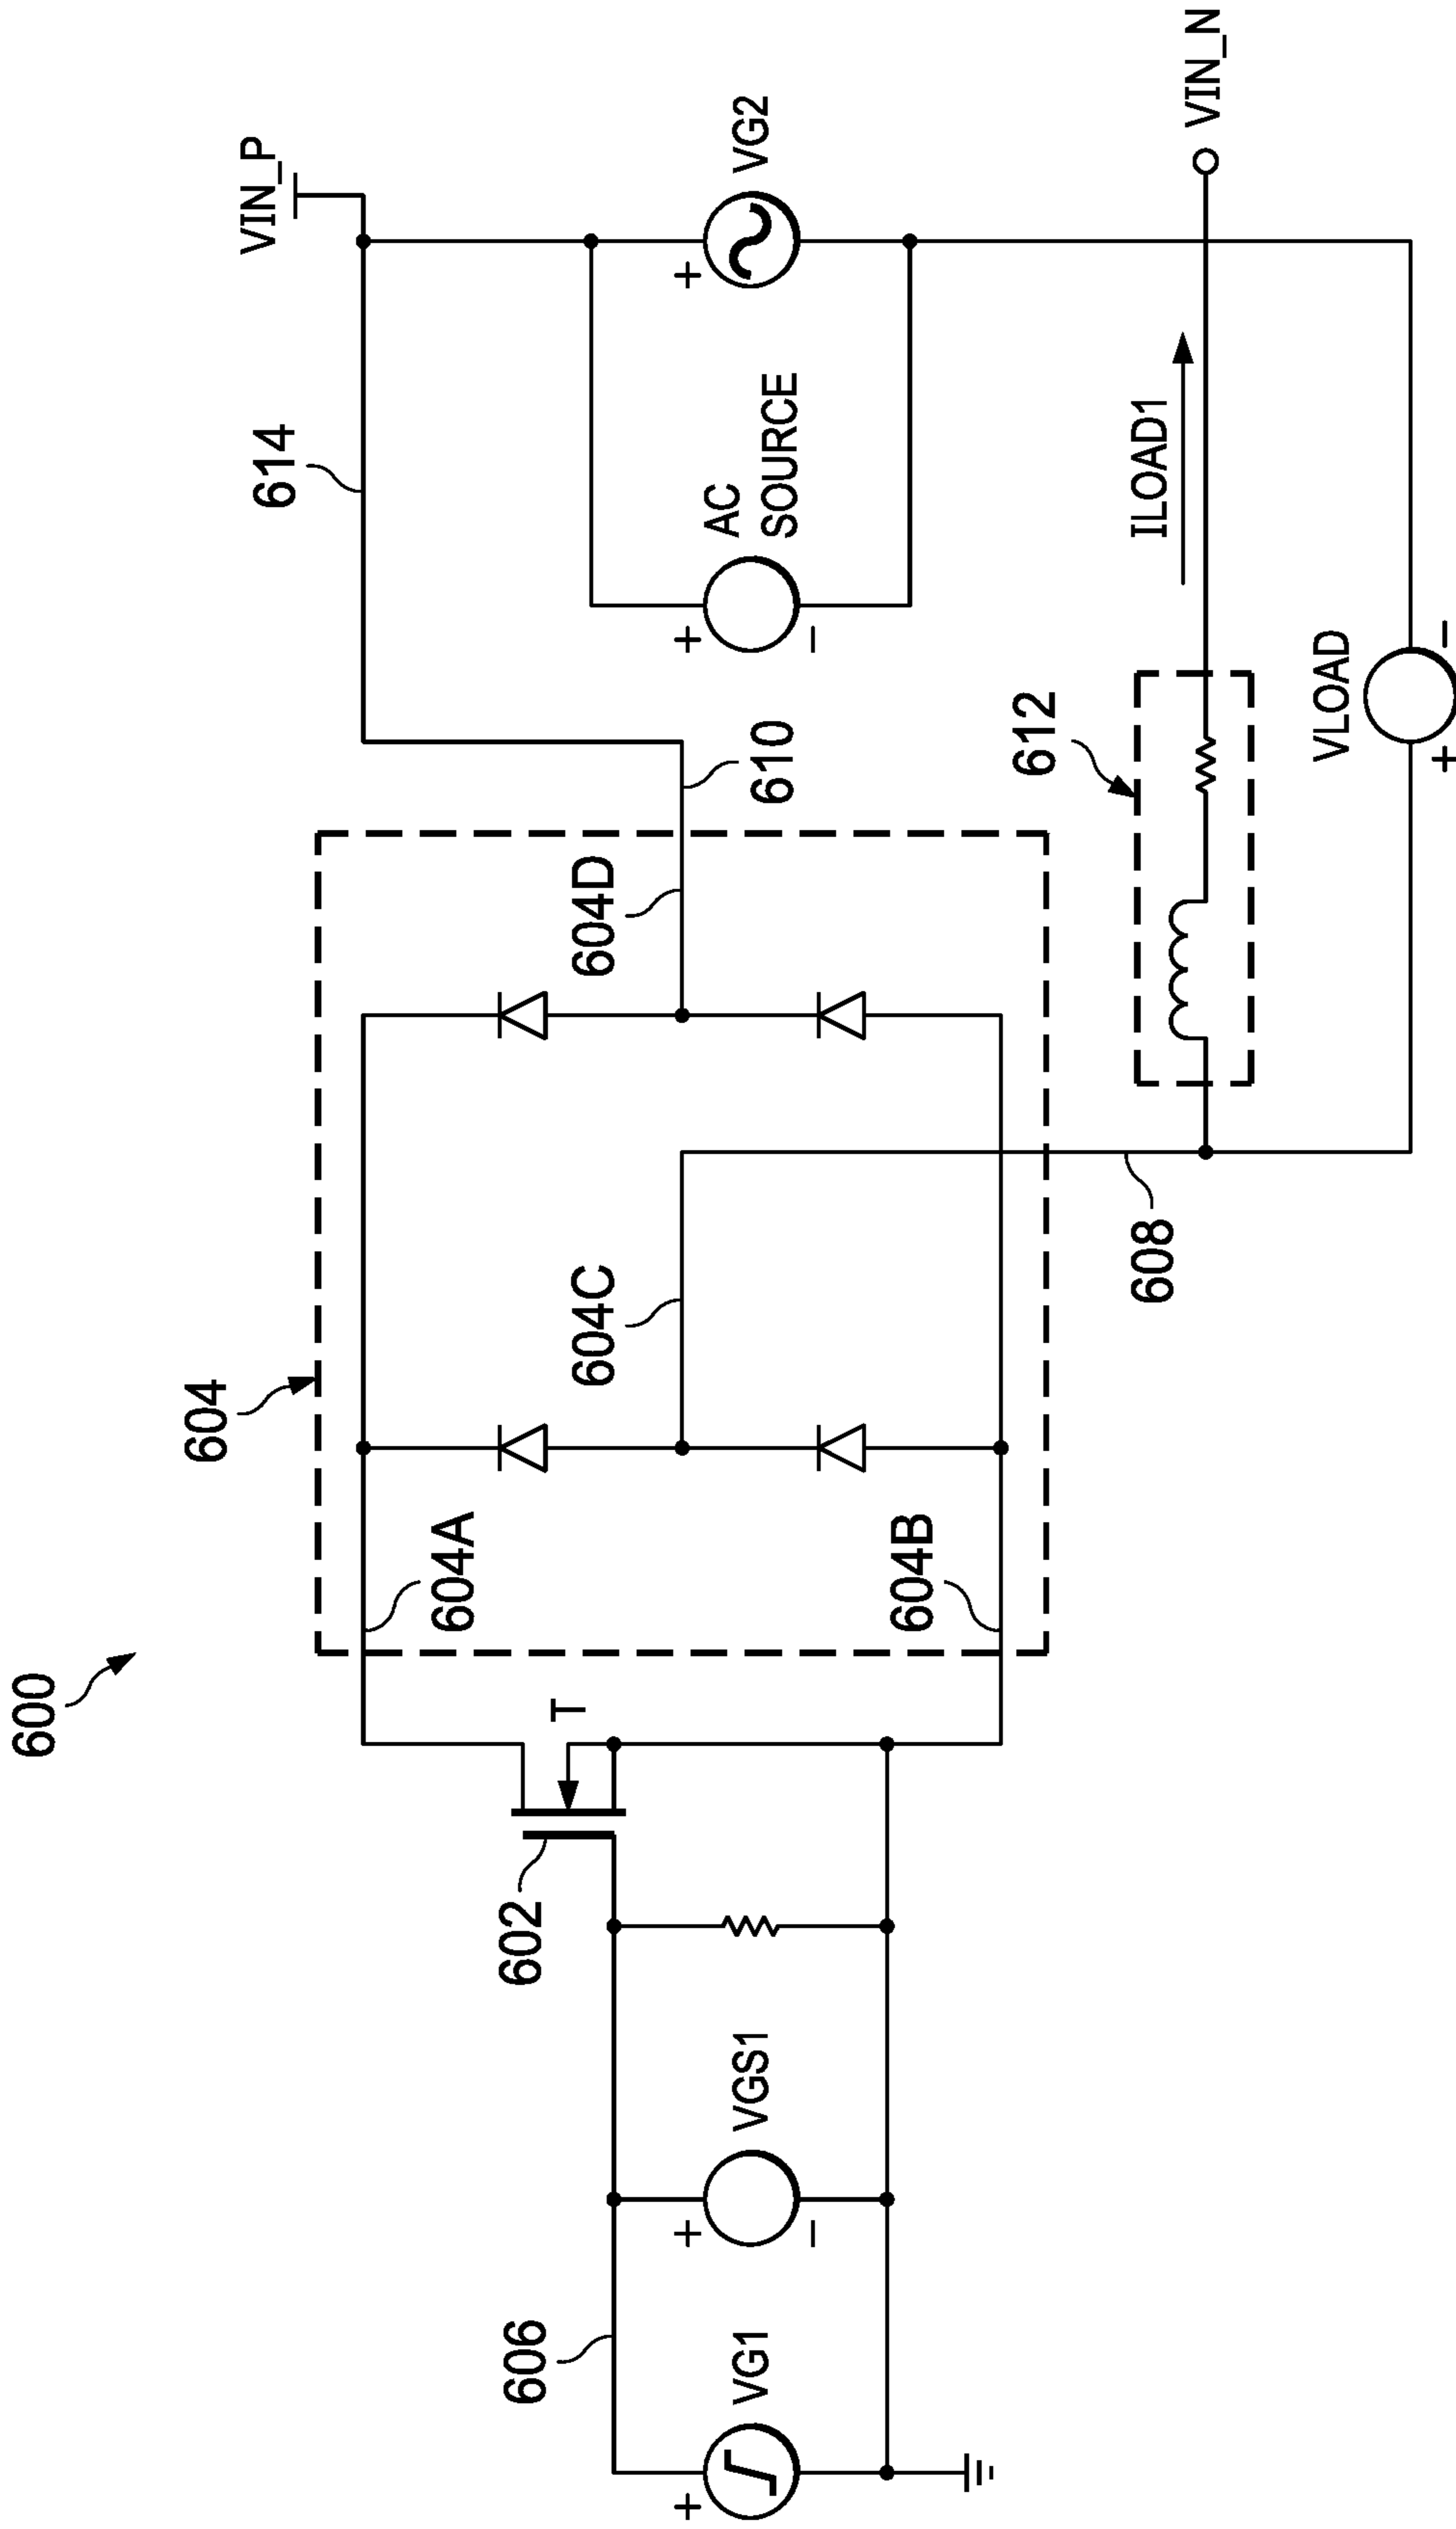 600
604
614
VIN_P
604A
604C
604D
610
602
T
606
+
VG1
+
VGS1
−
604B
+
AC
SOURCE
−
+
VG2
608
612
ILOAD1
VIN_N
+
VLOAD
−